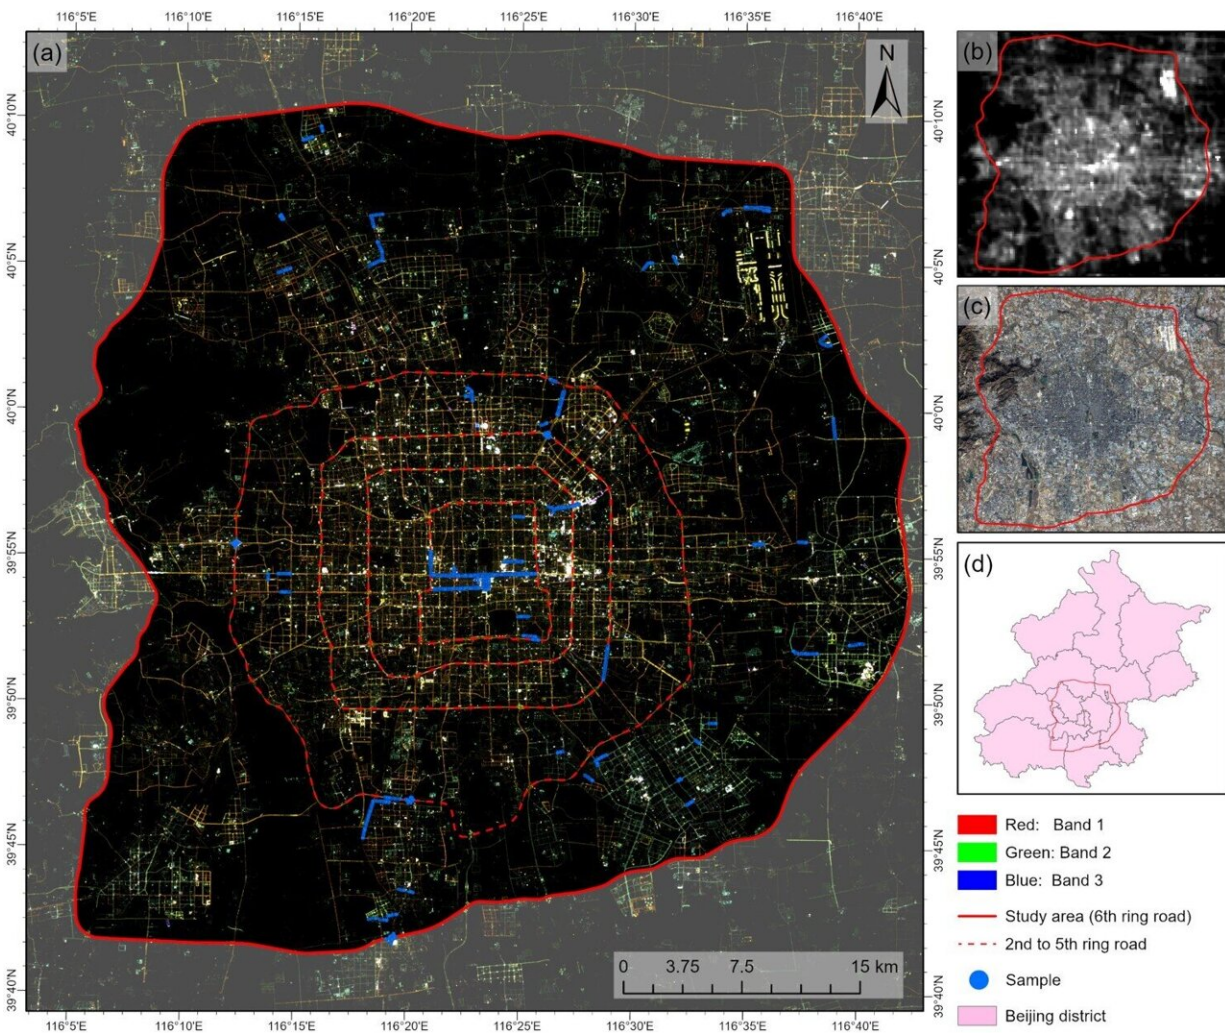 116°5'E 116°10'E 116°15'E 116°20'E 116°25'E 116°30'E 116°35'E 116°40'E
(a)
N
40°10'N 40°10'N
40°5'N 40°5'N
40°0'N 40°0'N
39°55'N 39°55'N
39°50'N 39°50'N
39°45'N 39°45'N
39°40'N 39°40'N
0 3.75 7.5 15 km
116°5'E 116°10'E 116°15'E 116°20'E 116°25'E 116°30'E 116°35'E 116°40'E
(b)
(c)
(d)
Red: Band 1
Green: Band 2
Blue: Band 3
Study area (6th ring road)
2nd to 5th ring road
Sample
Beijing district